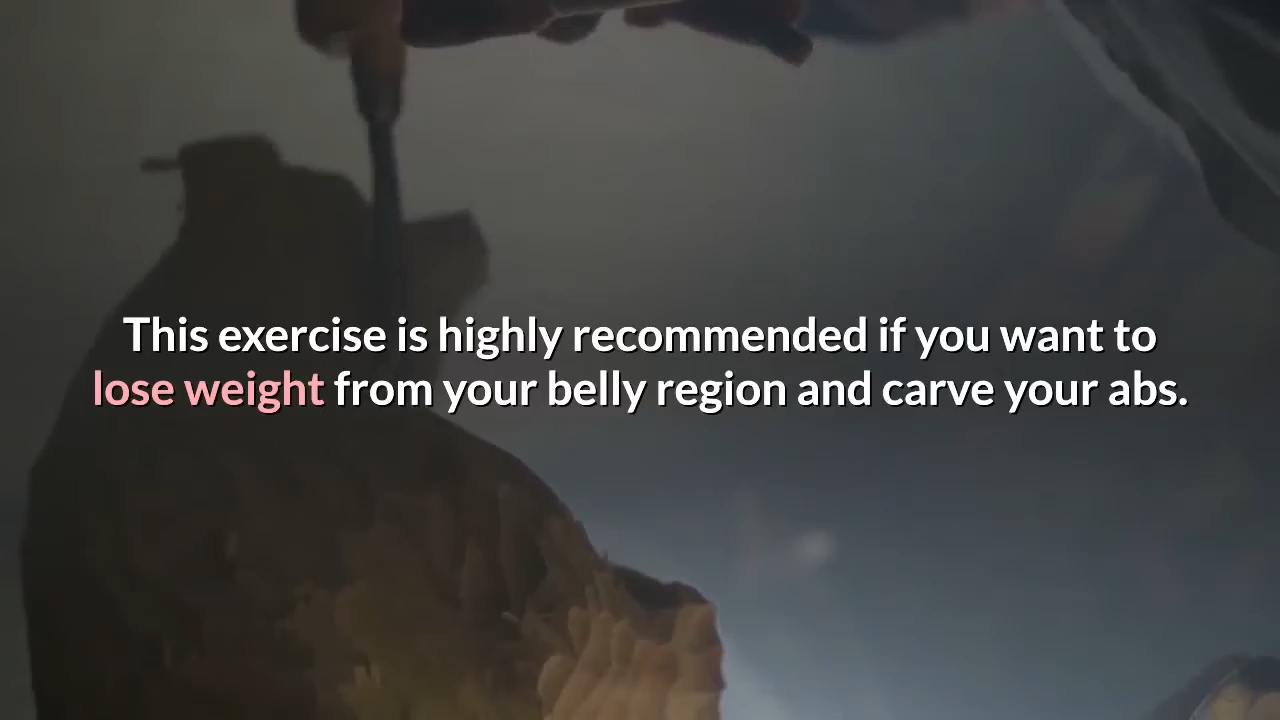 This exercise is highly recommended if you want to
lose weight from your belly region and carve your abs.